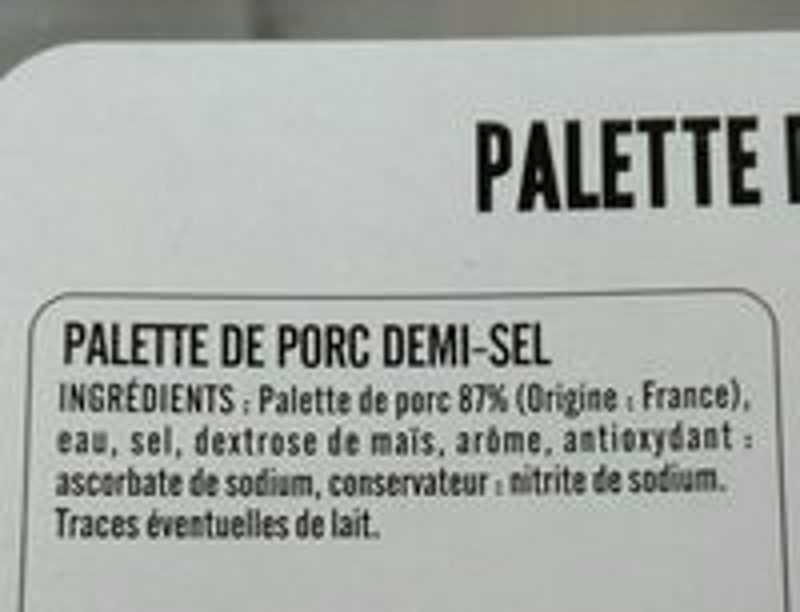 PALETTE
PALETTE DE PORC DEMI-SEL
INGRÉDIENTS : Palette de porc 87% (Origine : France),
eau, sel, dextrose de maïs, arôme, antioxydant :
ascorbate de sodium, conservateur : nitrite de sodium.
Traces éventuelles de lait.